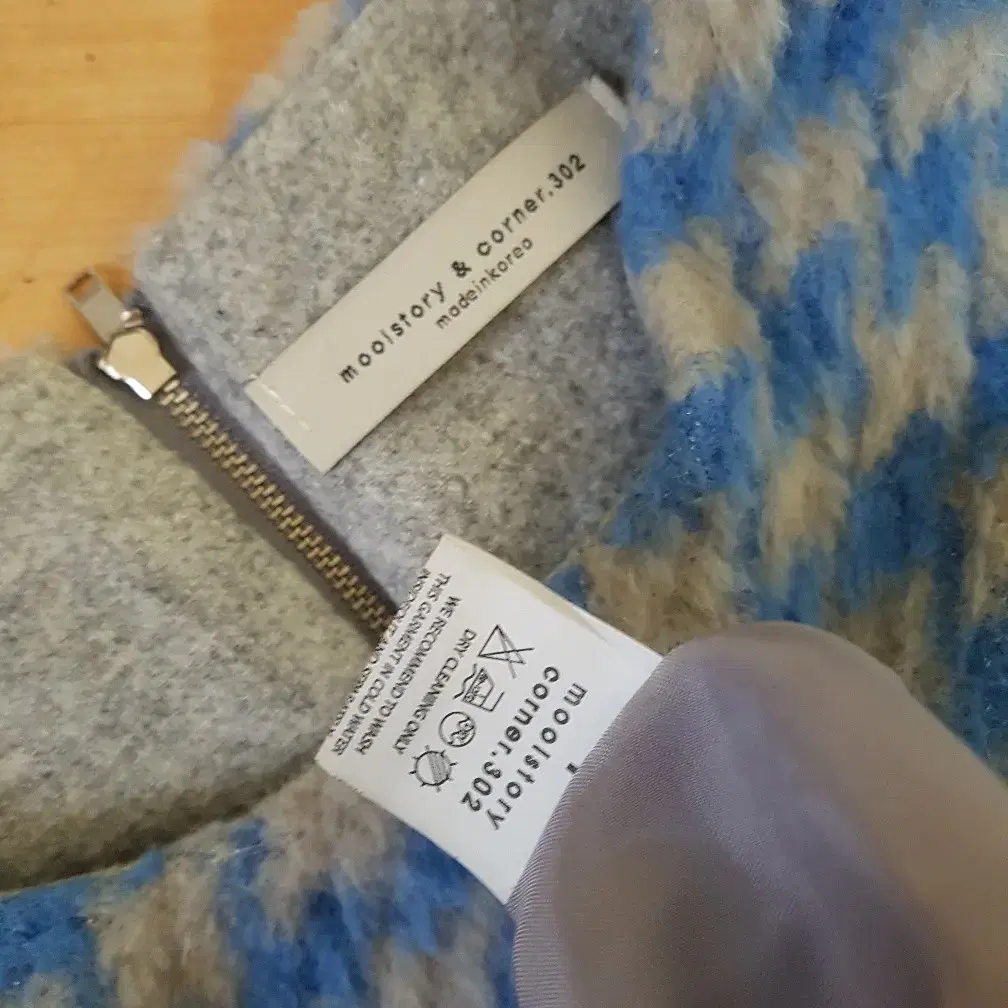 moolstory & corner.302
madeinkorea
moolstory
corner.302
DRY CLEANING ONLY
WE RECOMMEND TO WASH
THIS GARMENT IN COLD WATER